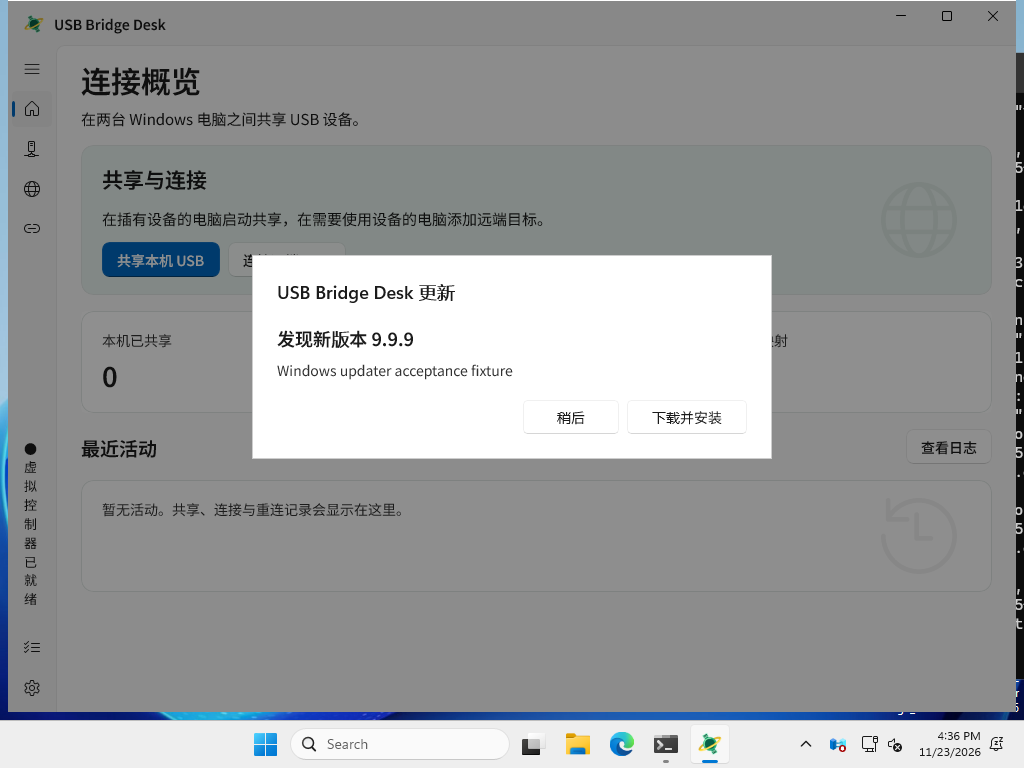 USB Bridge Desk
连接概览
在两台 Windows 电脑之间共享 USB 设备。
共享与连接
在插有设备的电脑启动共享，在需要使用设备的电脑添加远端目标。
共享本机 USB
USB Bridge Desk 更新
发现新版本 9.9.9
Windows updater acceptance fixture
稍后
下载并安装
本机已共享
0
最近活动
查看日志
暂无活动。共享、连接与重连记录会显示在这里。
虚拟控制器已就绪
Search
4:36 PM
11/23/2026